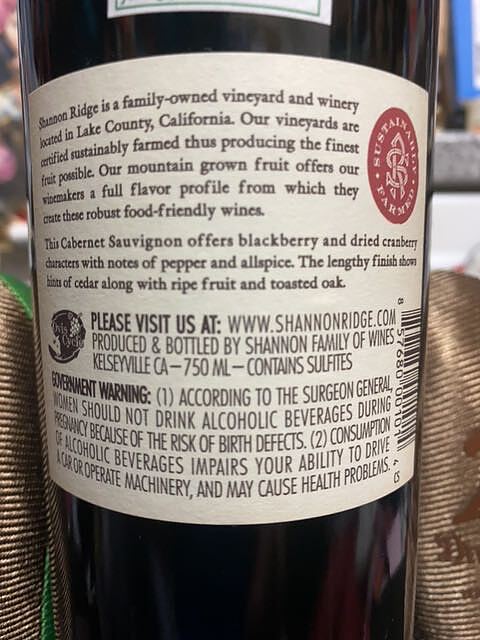 Shannon Ridge is a family-owned vineyard and winery
located in Lake County, California. Our vineyards are
certified sustainably farmed thus producing the finest
fruit possible. Our mountain grown fruit offers our
winemakers a full flavor profile from which they
create these robust food-friendly wines.
SUSTAINABLY FARMED
This Cabernet Sauvignon offers blackberry and dried cranberry
characters with notes of pepper and allspice. The lengthy finish shows
hints of cedar along with ripe fruit and toasted oak.
Ovis Cycle
PLEASE VISIT US AT: WWW.SHANNONRIDGE.COM
PRODUCED & BOTTLED BY SHANNON FAMILY OF WINES
KELSEYVILLE CA–750 ML–CONTAINS SULFITES
GOVERNMENT WARNING: (1) ACCORDING TO THE SURGEON GENERAL,
WOMEN SHOULD NOT DRINK ALCOHOLIC BEVERAGES DURING
PREGNANCY BECAUSE OF THE RISK OF BIRTH DEFECTS. (2) CONSUMPTION
OF ALCOHOLIC BEVERAGES IMPAIRS YOUR ABILITY TO DRIVE
A CAR OR OPERATE MACHINERY, AND MAY CAUSE HEALTH PROBLEMS.